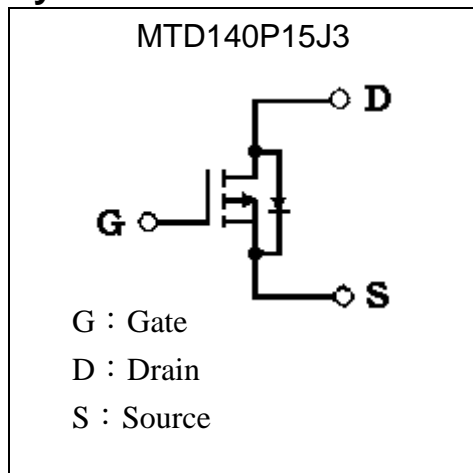 MTD140P15J3
D
G
S
G：Gate
D：Drain
S：Source